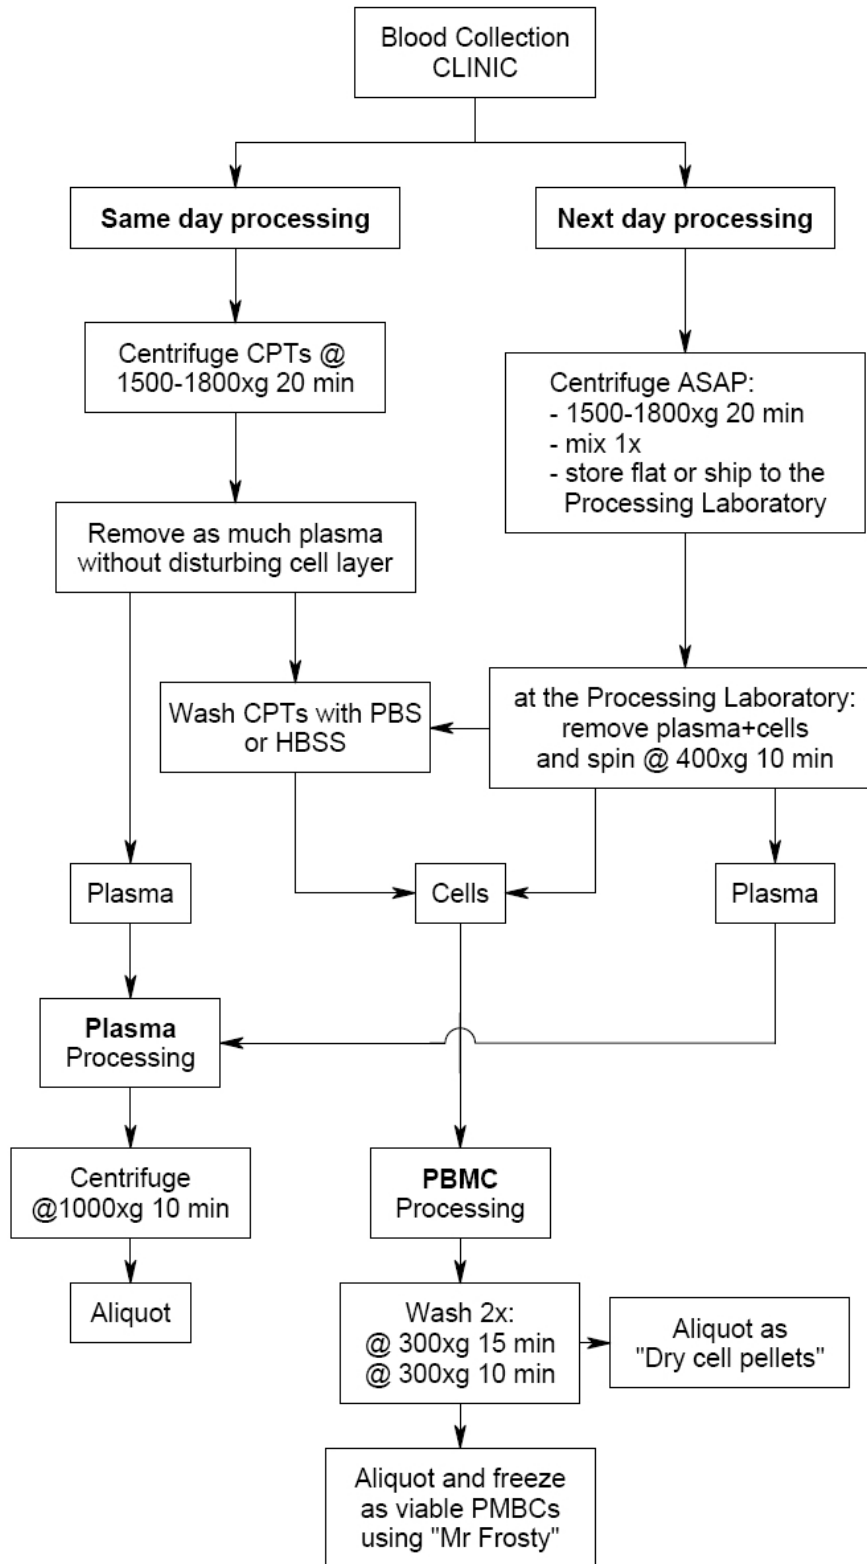 Blood Collection
CLINIC
Same day processing
Next day processing
Centrifuge CPTs @
1500-1800xg 20 min
Centrifuge ASAP:
- 1500-1800xg 20 min
- mix 1x
- store flat or ship to the
Processing Laboratory
Remove as much plasma
without disturbing cell layer
Wash CPTs with PBS
or HBSS
at the Processing Laboratory:
remove plasma+cells
and spin @ 400xg 10 min
Plasma
Cells
Plasma
Plasma
Processing
Centrifuge
@1000xg 10 min
PBMC
Processing
Aliquot
Wash 2x:
@ 300xg 15 min
@ 300xg 10 min
Aliquot as
"Dry cell pellets"
Aliquot and freeze
as viable PMBCs
using "Mr Frosty"